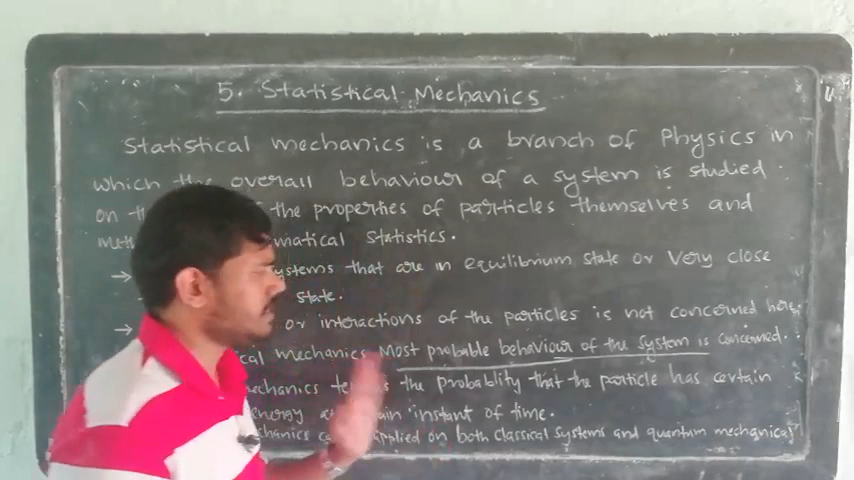 5. Statistical Mechanics
Statistical mechanics is a branch of Physics in
which the overall behaviour of a system is studied
on the properties of particles themselves and
statistics.
→ systems that are in equilibrium state or very close
state.
→ or interactions of the particles is not concerned here.
mechanics Most probable behaviour of the system is concerned.
the probablity that the particle has certain
energy instant of time.
applied on both classical systems and quantum mechanical